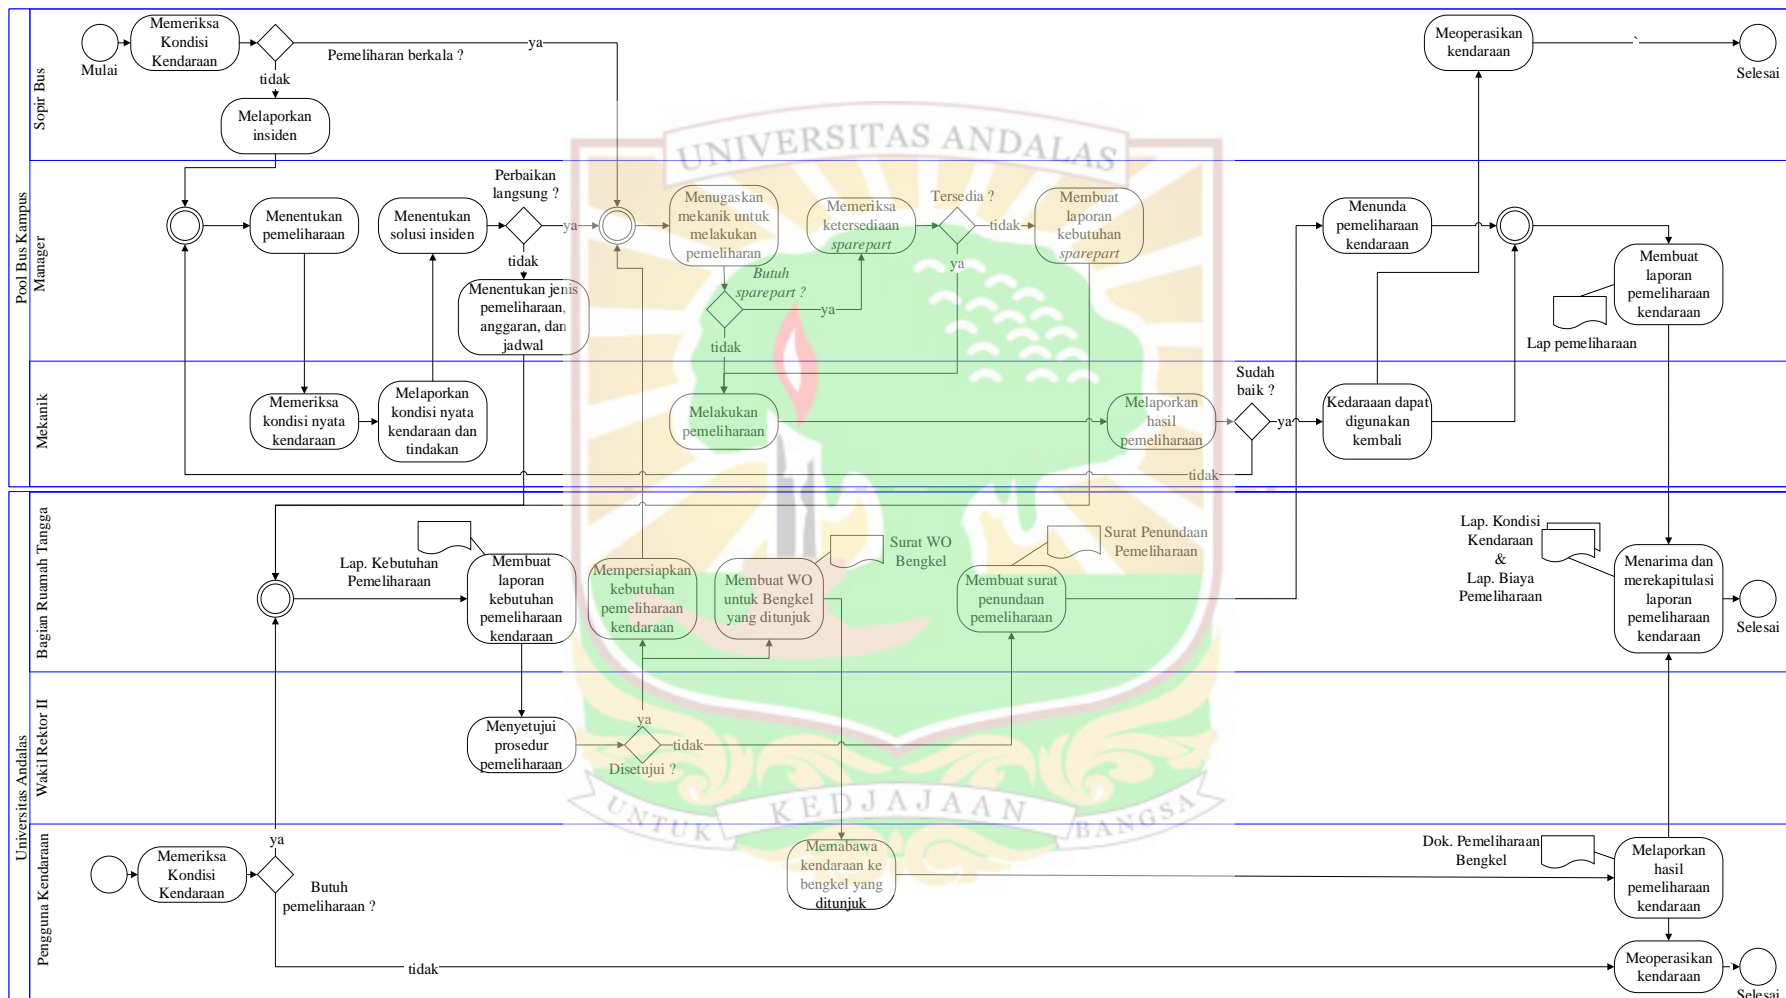 Pool Bus Kampus
Sopir Bus
Mulai
Memeriksa
Kondisi
Kendaraan
Pemeliharan berkala ?
ya
tidak
Melaporkan
insiden
Meoperasikan
kendaraan
`
Selesai
Manager
Menentukan
pemeliharaan
Menentukan
solusi insiden
Perbaikan
langsung ?
ya
tidak
Menentukan jenis
pemeliharaan,
anggaran, dan
jadwal
Menugaskan
mekanik untuk
melakukan
pemeliharan
Butuh
sparepart ?
ya
tidak
Memeriksa
ketersediaan
sparepart
Tersedia ?
tidak
ya
Membuat
laporan
kebutuhan
sparepart
Menunda
pemeliharaan
kendaraan
Membuat
laporan
pemeliharaan
kendaraan
Lap pemeliharaan
Mekanik
Memeriksa
kondisi nyata
kendaraan
Melaporkan
kondisi nyata
kendaraan dan
tindakan
Melakukan
pemeliharaan
Melaporkan
hasil
pemeliharaan
Sudah
baik ?
ya
tidak
Kedaraaan dapat
digunakan
kembali
Universitas Andalas
Bagian Ruamah Tangga
Lap. Kebutuhan
Pemeliharaan
Membuat
laporan
kebutuhan
pemeliharaan
kendaraan
Mempersiapkan
kebutuhan
pemeliharaan
kendaraan
Membuat WO
untuk Bengkel
yang ditunjuk
Surat WO
Bengkel
Membuat surat
penundaan
pemeliharaan
Surat Penundaan
Pemeliharaan
Lap. Kondisi
Kendaraan
&
Lap. Biaya
Pemeliharaan
Menarima dan
merekapitulasi
laporan
pemeliharaan
kendaraan
Selesai
Wakil Rektor II
Menyetujui
prosedur
pemeliharaan
ya
tidak
Disetujui ?
Pengguna Kendaraan
Memeriksa
Kondisi
Kendaraan
ya
Butuh
pemeliharaan ?
tidak
Memabawa
kendaraan ke
bengkel yang
ditunjuk
Dok. Pemeliharaan
Bengkel
Melaporkan
hasil
pemeliharaan
kendaraan
Meoperasikan
kendaraan
Selesai
UNIVERSITAS ANDALAS
UNTUK KEDJAJAAN BANGSA